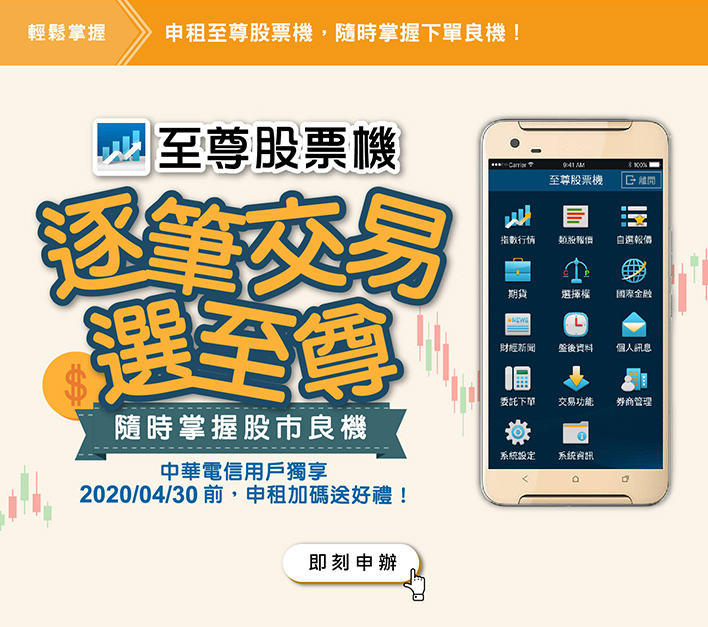 輕鬆掌握
申租至尊股票機，隨時掌握下單良機！
至尊股票機
逐筆交易
選至尊
隨時掌握股市良機
中華電信用戶獨享
2020/04/30 前，申租加碼送好禮！
即刻申辦
Carrier 9:41 AM 100%
至尊股票機 離開
指數行情 類股報價 自選報價
期貨 選擇權 國際金融
NEWS
財經新聞 盤後資料 個人訊息
委託下單 交易功能 券商管理
系統設定 系統資訊